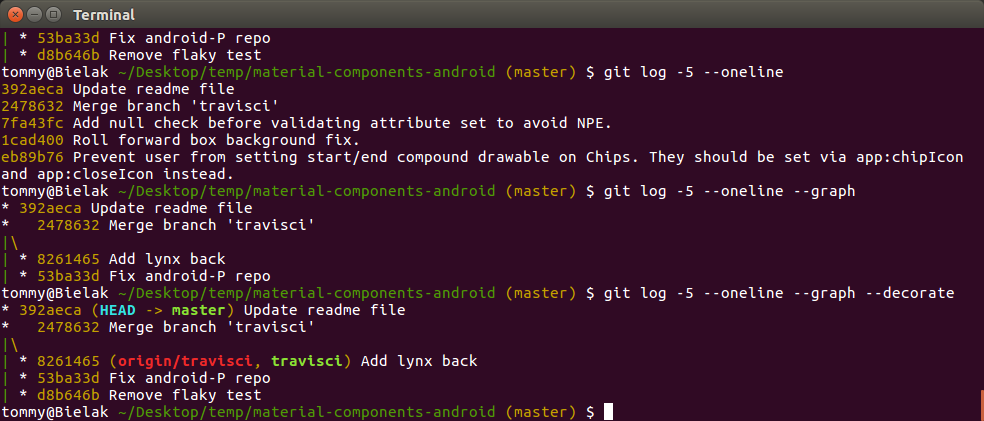 Terminal
| * 53ba33d Fix android-P repo
| * d8b646b Remove flaky test
tommy@Bielak ~/Desktop/temp/material-components-android (master) $ git log -5 --oneline
392aeca Update readme file
2478632 Merge branch 'travisci'
7fa43fc Add null check before validating attribute set to avoid NPE.
1cad400 Roll forward box background fix.
eb89b76 Prevent user from setting start/end compound drawable on Chips. They should be set via app:chipIcon
and app:closeIcon instead.
tommy@Bielak ~/Desktop/temp/material-components-android (master) $ git log -5 --oneline --graph
* 392aeca Update readme file
*   2478632 Merge branch 'travisci'
|\
| * 8261465 Add lynx back
| * 53ba33d Fix android-P repo
tommy@Bielak ~/Desktop/temp/material-components-android (master) $ git log -5 --oneline --graph --decorate
* 392aeca (HEAD -> master) Update readme file
*   2478632 Merge branch 'travisci'
|\
| * 8261465 (origin/travisci, travisci) Add lynx back
| * 53ba33d Fix android-P repo
| * d8b646b Remove flaky test
tommy@Bielak ~/Desktop/temp/material-components-android (master) $